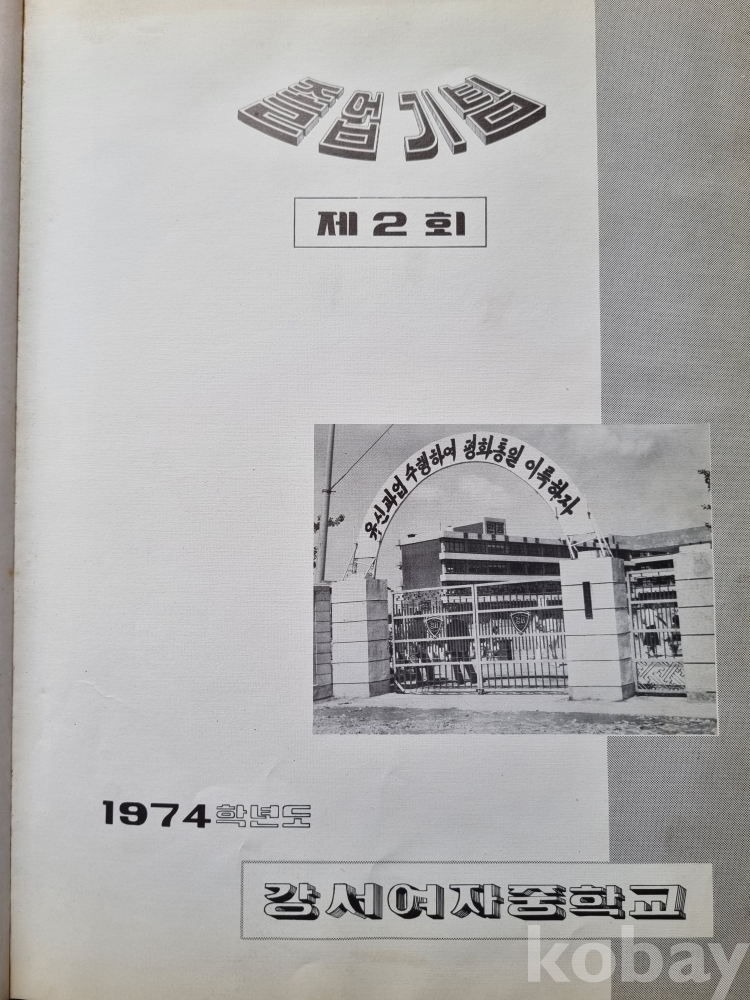 졸업기념
제2회
유신과업 수행하여 평화통일 이룩하자
1974학년도
강서여자중학교
kobay